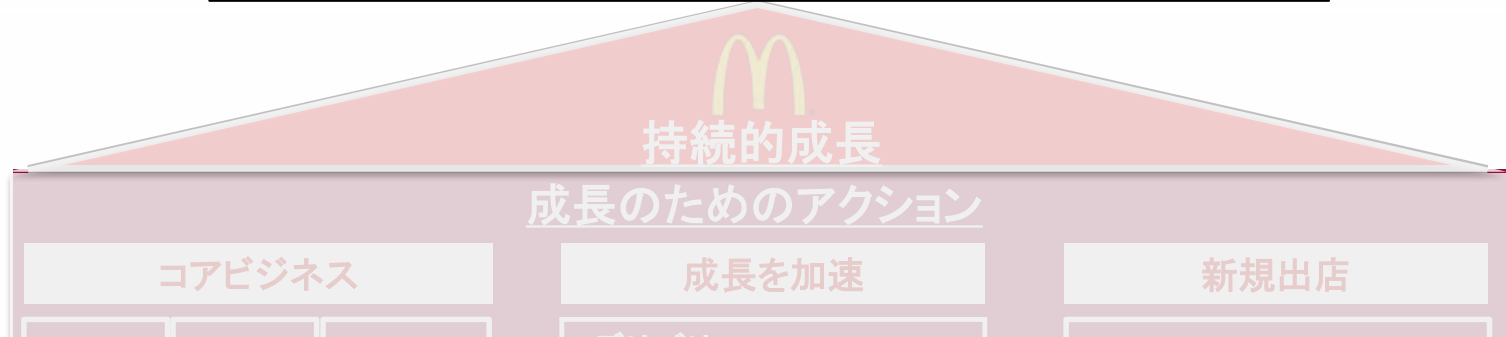 持続的成長
成長のためのアクション
コアビジネス
成長を加速
新規出店